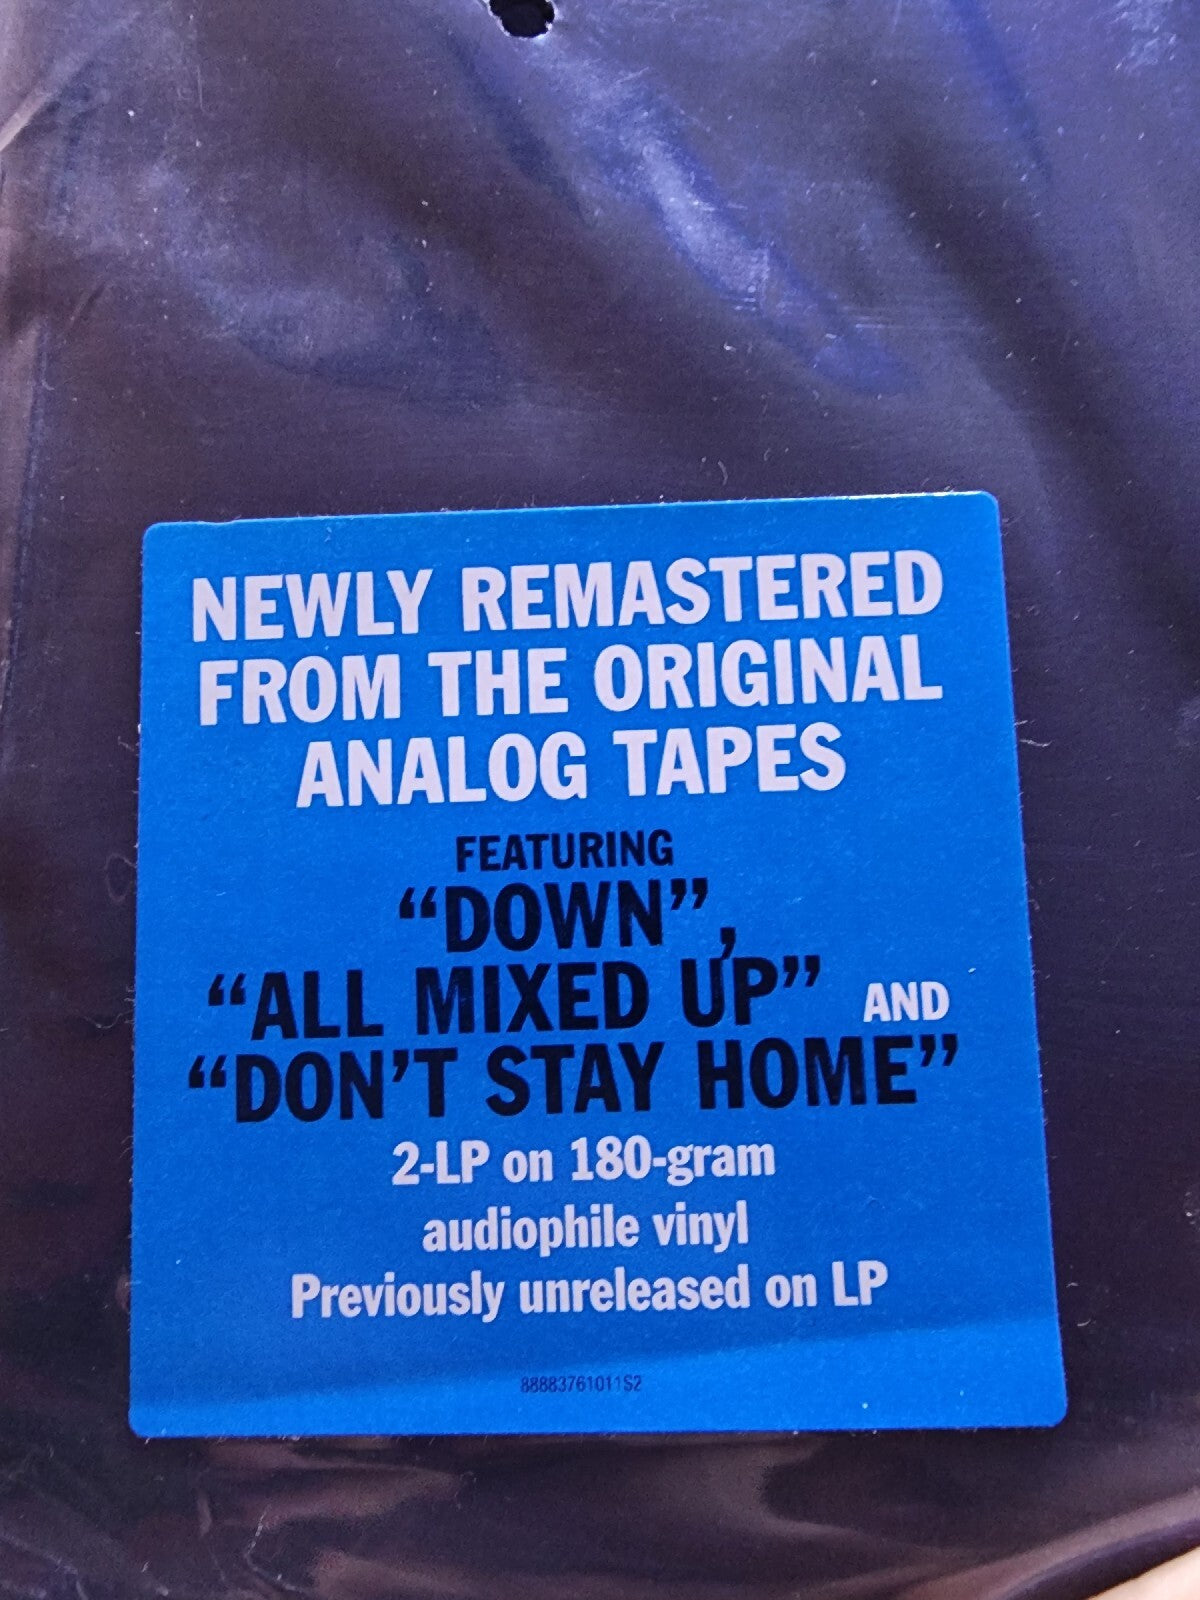 NEWLY REMASTERED
FROM THE ORIGINAL
ANALOG TAPES
FEATURING
“DOWN”,
“ALL MIXED UP” AND
“DON’T STAY HOME”
2-LP on 180-gram
audiophile vinyl
Previously unreleased on LP
88883761011S2